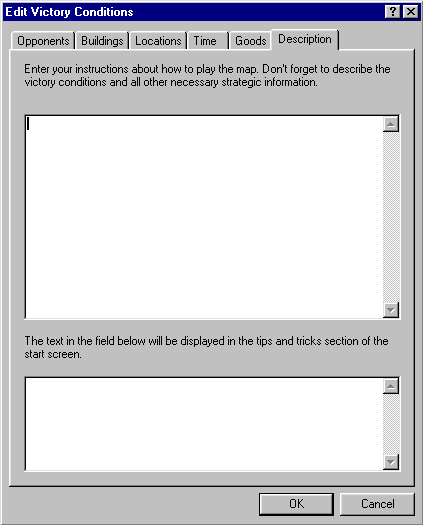 Edit Victory Conditions
Opponents Buildings Locations Time Goods Description
Enter your instructions about how to play the map. Don't forget to describe the
victory conditions and all other necessary strategic information.
The text in the field below will be displayed in the tips and tricks section of the
start screen.
OK Cancel